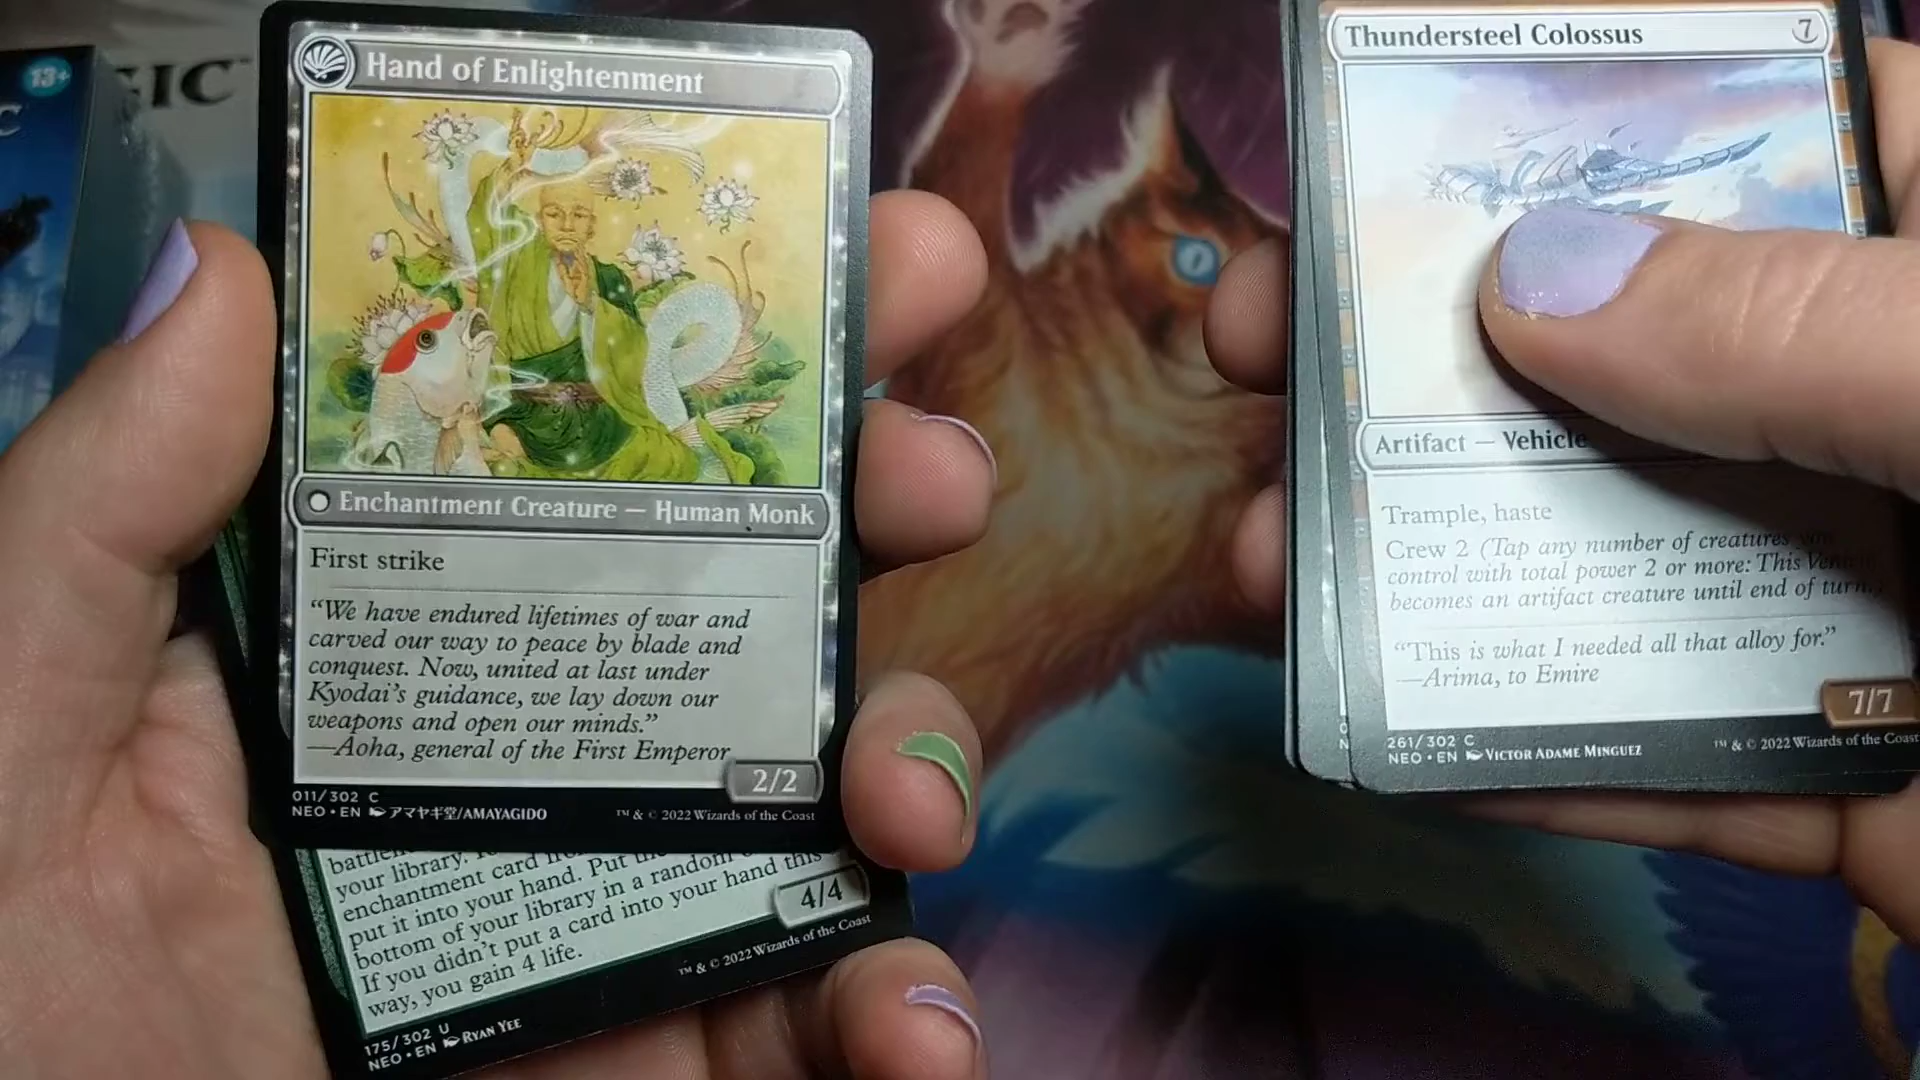 13+
IC
C
Hand of Enlightenment
Enchantment Creature — Human Monk
First strike
“We have endured lifetimes of war and
carved our way to peace by blade and
conquest. Now, united at last under
Kyodai’s guidance, we lay down our
weapons and open our minds.”
—Aoha, general of the First Emperor
2/2
011/302 C
NEO • EN アマヤギ堂/AMAYAGIDO
™ & © 2022 Wizards of the Coast
your library.
enchantment card
put it into your hand. Put
bottom of your library in a random
If you didn’t put a card into your hand this
way, you gain 4 life.
4/4
175/302 U
NEO • EN RYAN YEE
™ & © 2022 Wizards of the Coast
Thundersteel Colossus 7
Artifact — Vehicle
Trample, haste
Crew 2 (Tap any number of creatures you
control with total power 2 or more: This
becomes an artifact creature until end of turn.)
“This is what I needed all that alloy for.”
—Arima, to Emire
7/7
261/302 C
NEO • EN VICTOR ADAME MINGUEZ
™ & © 2022 Wizards of the Coast